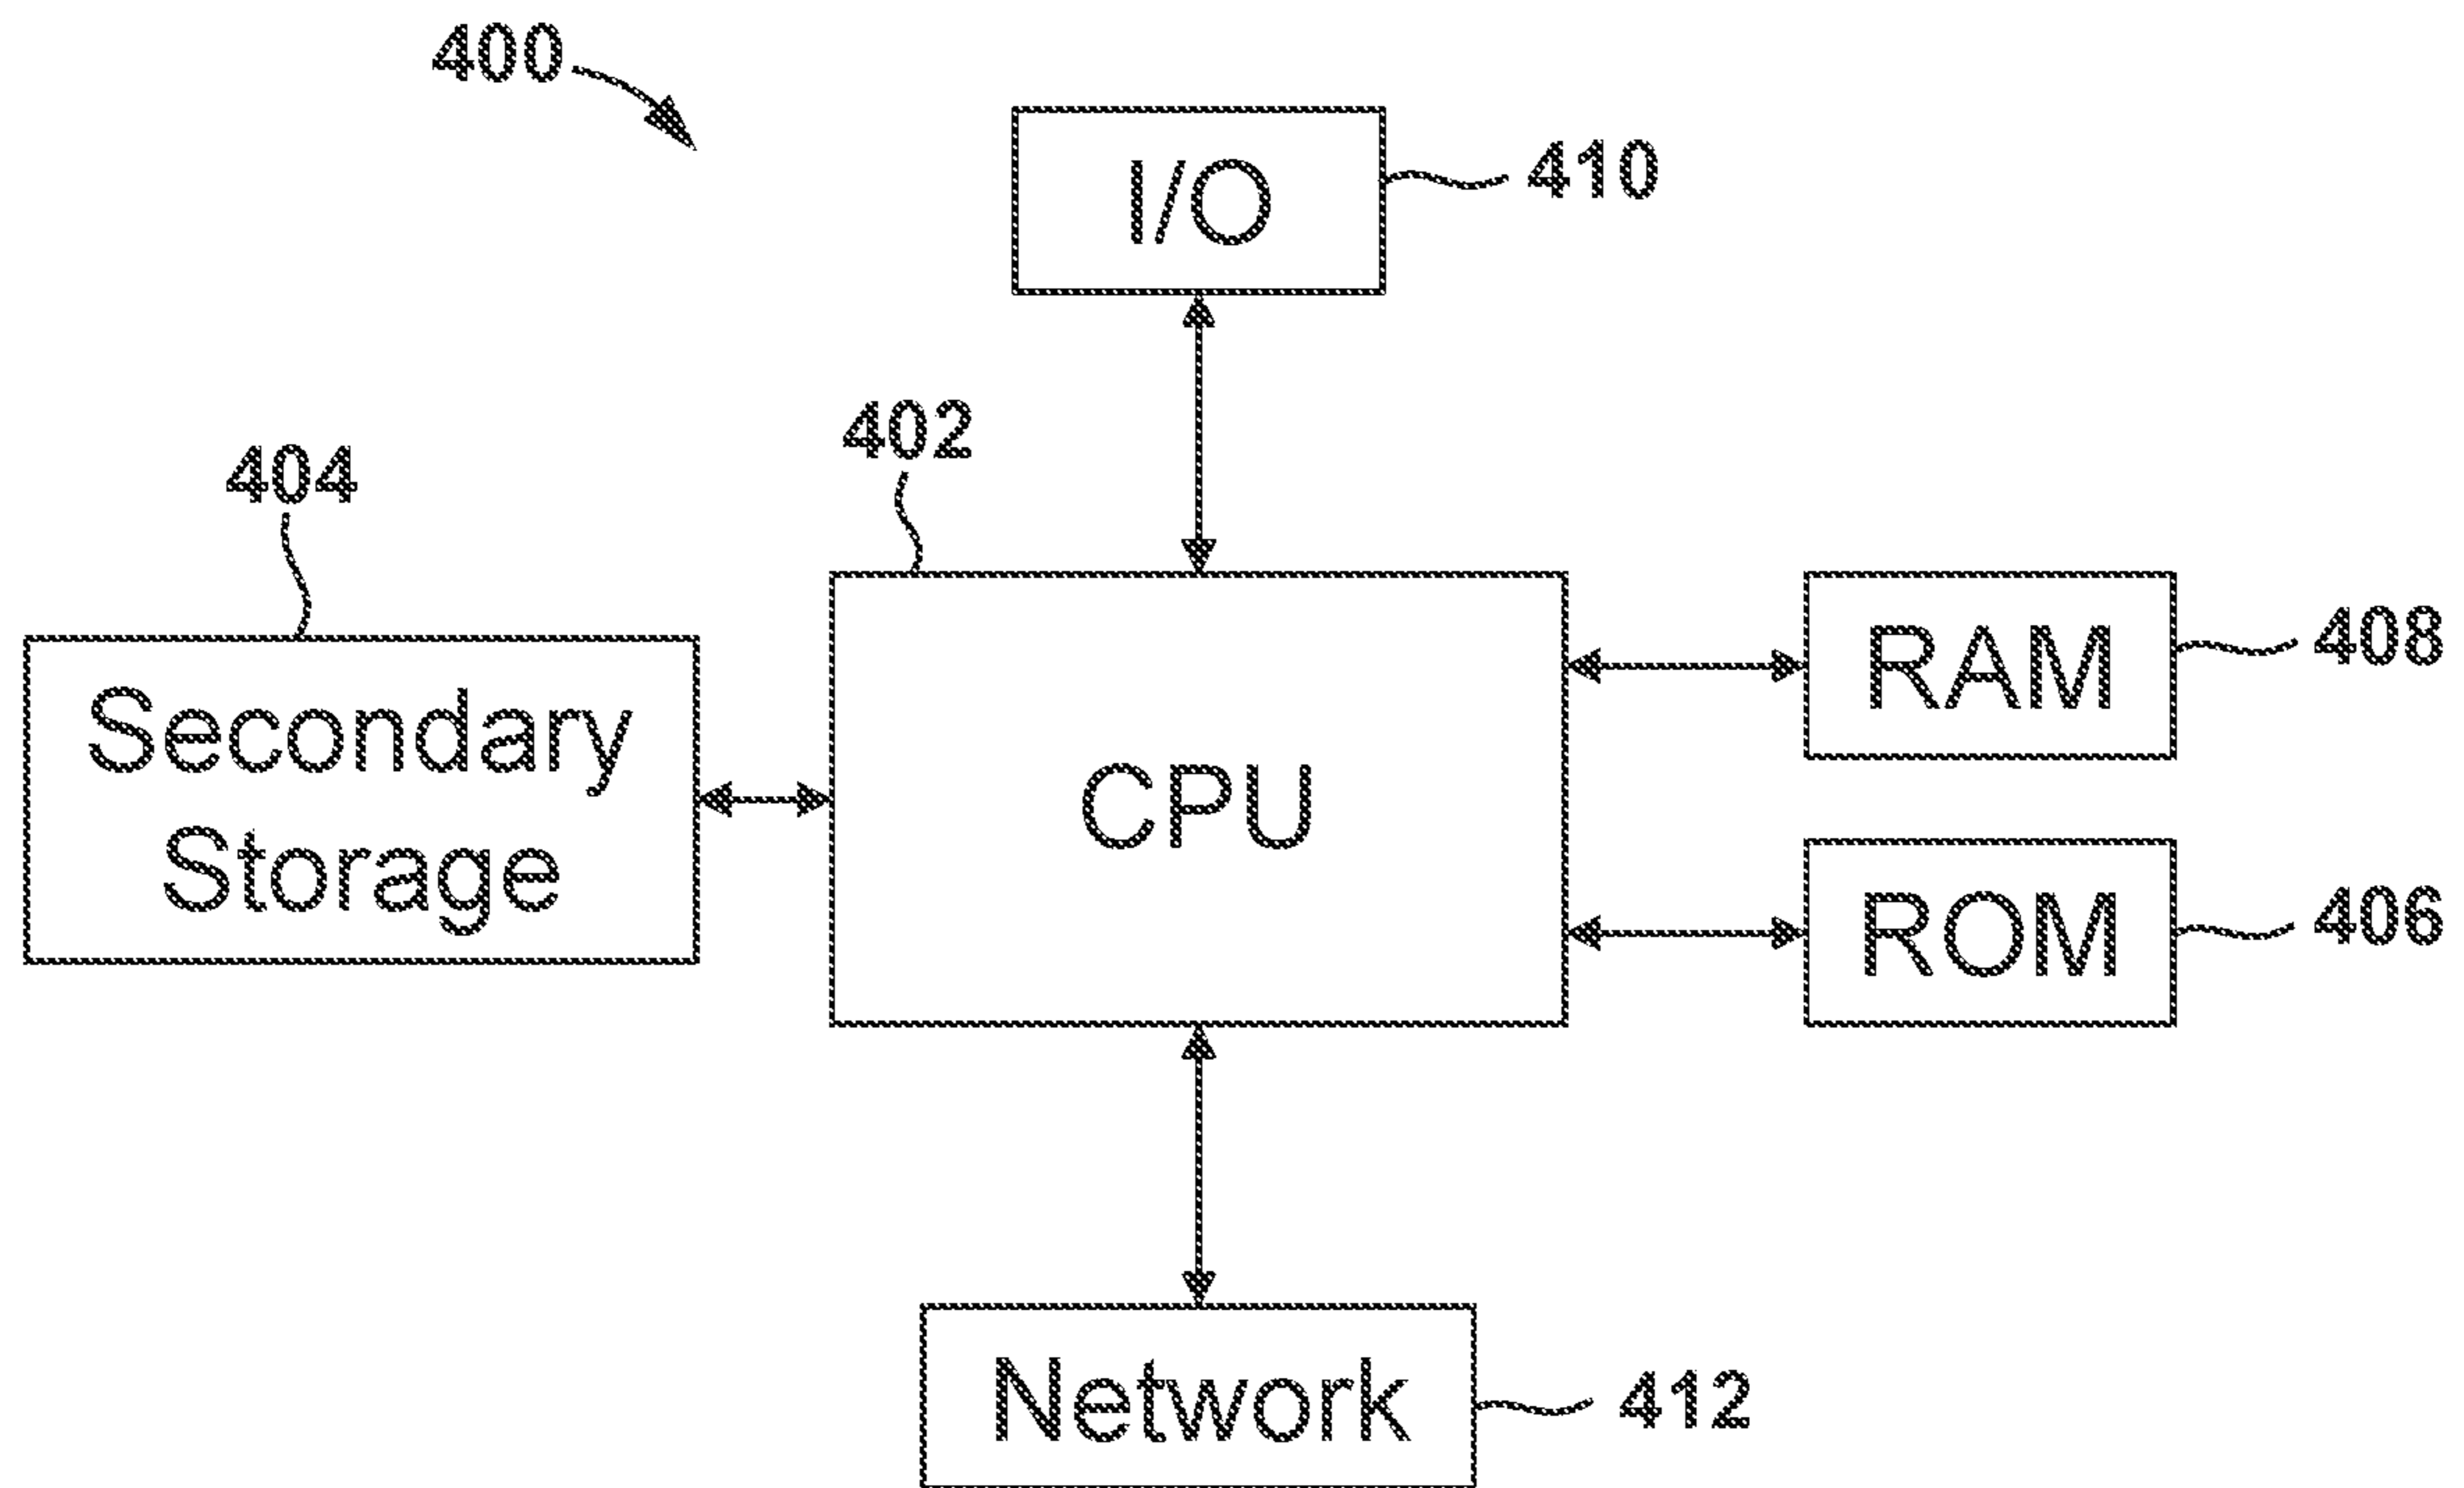 400
I/O
410
402
404
Secondary
Storage
CPU
RAM
408
ROM
406
Network
412